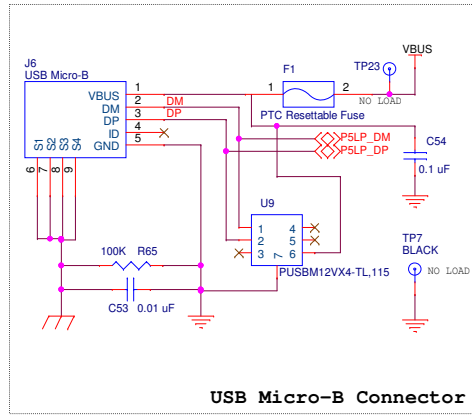 J6
USB Micro-B
VBUS 1
DM 2 DM
DP 3 DP
ID 4
GND 5
S1 S2 S3 S4
6 7 8 9
F1
1 2
PTC Resettable Fuse
TP23
NO LOAD
VBUS
P5LP_DM
P5LP_DP
C54
0.1 uF
U9
1 4
2 5
3 7 6
PUSBM12VX4-TL,115
100K R65
C53 0.01 uF
TP7
BLACK
NO LOAD
USB Micro-B Connector